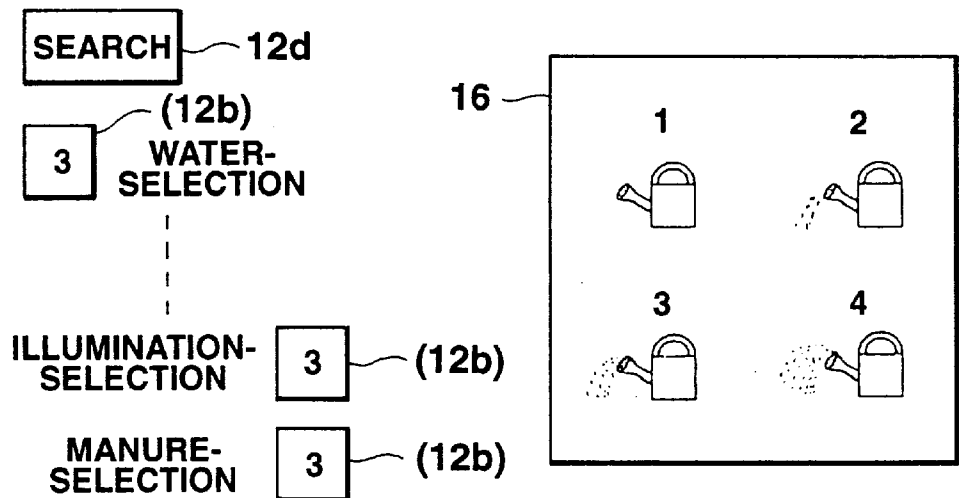 SEARCH 12d
(12b)
3 WATER-
SELECTION
ILLUMINATION-
SELECTION 3 (12b)
MANURE-
SELECTION 3 (12b)
16
1 2
3 4